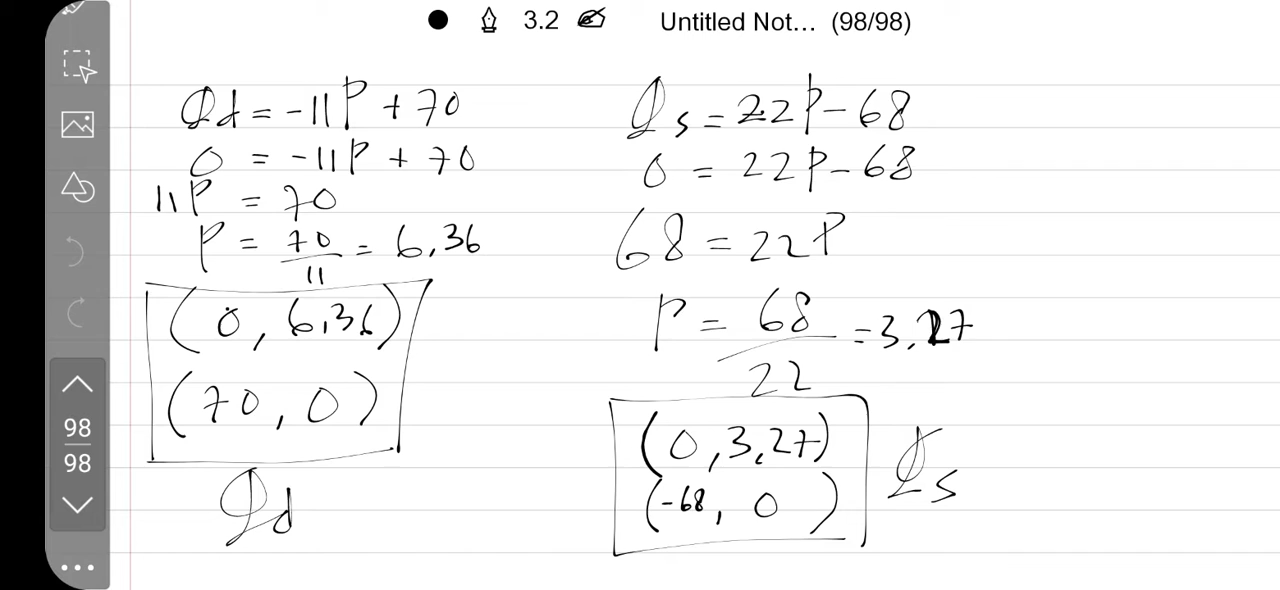 3.2 Untitled Not... (98/98)
Qd = -11P + 70
0 = -11P + 70
11P = 70
P = 70/11 = 6,36
(0, 6,36)
(70, 0)
Qd
Qs = 22P - 68
0 = 22P - 68
68 = 22P
P = 68/22 = 3,27
(0, 3,27)
(-68, 0)
Qs
98
98